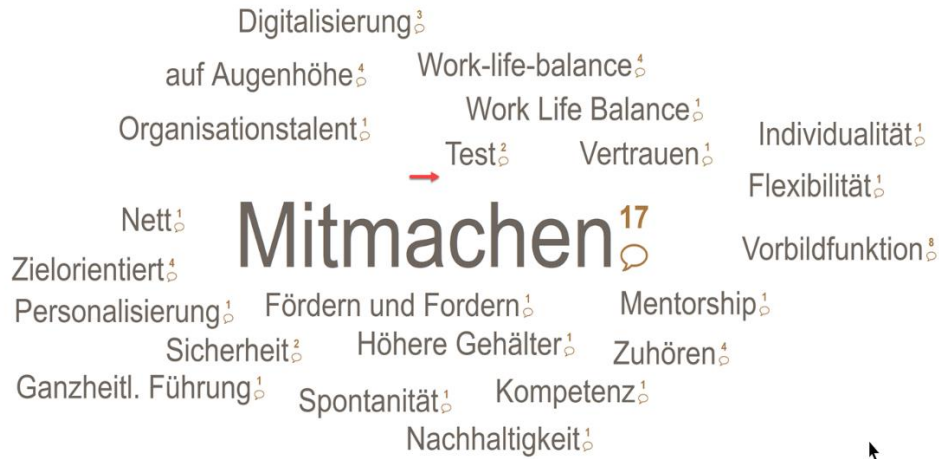 Digitalisierung 3
auf Augenhöhe 4
Work-life-balance 4
Work Life Balance 1
Organisationstalent 1
Individualität 1
Test 2
Vertrauen 1
Flexibilität 1
Nett 1
Mitmachen 17
Vorbildfunktion 8
Zielorientiert 4
Personalisierung 1
Fördern und Fordern 1
Mentorship 1
Sicherheit 2
Höhere Gehälter 1
Zuhören 4
Ganzheitl. Führung 1
Spontanität 1
Kompetenz 1
Nachhaltigkeit 1